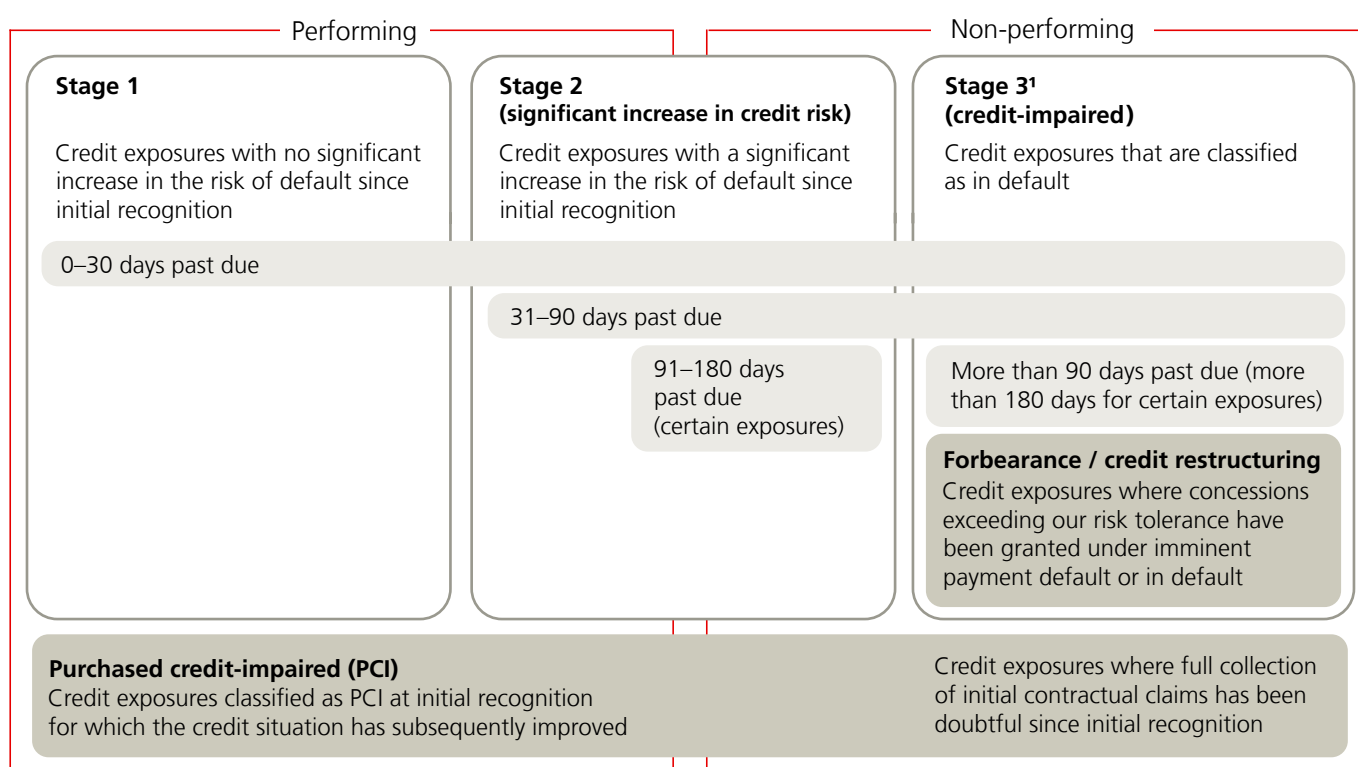 Performing
Non-performing
Stage 1
Credit exposures with no significant
increase in the risk of default since
initial recognition
Stage 2
(significant increase in credit risk)
Credit exposures with a significant
increase in the risk of default since
initial recognition
Stage 3¹
(credit-impaired)
Credit exposures that are classified
as in default
0–30 days past due
31–90 days past due
91–180 days
past due
(certain exposures)
More than 90 days past due (more
than 180 days for certain exposures)
Forbearance / credit restructuring
Credit exposures where concessions
exceeding our risk tolerance have
been granted under imminent
payment default or in default
Purchased credit-impaired (PCI)
Credit exposures classified as PCI at initial recognition
for which the credit situation has subsequently improved
Credit exposures where full collection
of initial contractual claims has been
doubtful since initial recognition